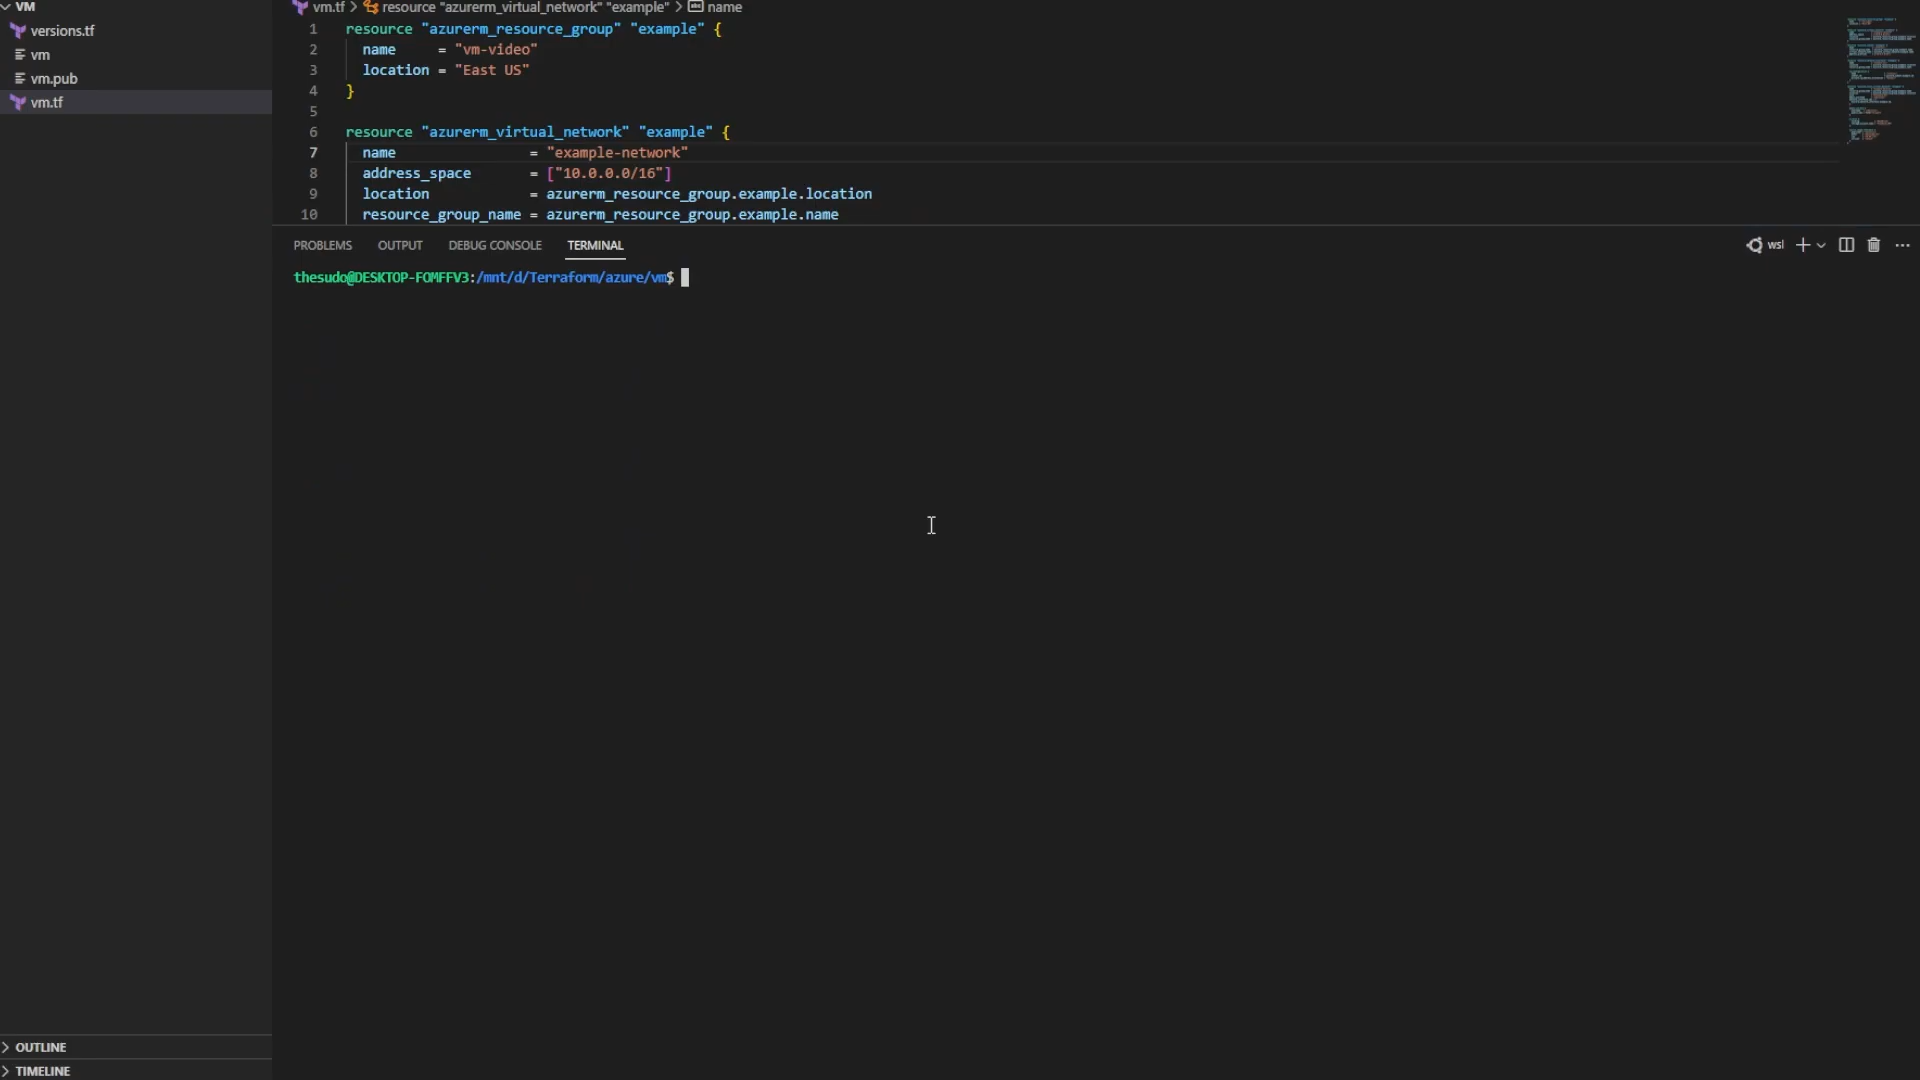 VM
versions.tf
vm
vm.pub
vm.tf
OUTLINE
TIMELINE
vm.tf > resource "azurerm_virtual_network" "example" > name
1 resource "azurerm_resource_group" "example" {
2 name = "vm-video"
3 location = "East US"
4 }
5
6 resource "azurerm_virtual_network" "example" {
7 name = "example-network"
8 address_space = ["10.0.0.0/16"]
9 location = azurerm_resource_group.example.location
10 resource_group_name = azurerm_resource_group.example.name
PROBLEMS OUTPUT DEBUG CONSOLE TERMINAL wsl
thesudo@DESKTOP-FOMFFV3:/mnt/d/Terraform/azure/vm$